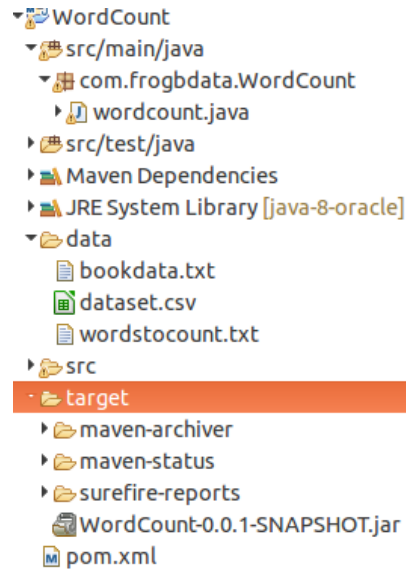 WordCount
src/main/java
com.frogbdata.WordCount
wordcount.java
src/test/java
Maven Dependencies
JRE System Library [java-8-oracle]
data
bookdata.txt
dataset.csv
wordstocount.txt
src
target
maven-archiver
maven-status
surefire-reports
WordCount-0.0.1-SNAPSHOT.jar
pom.xml